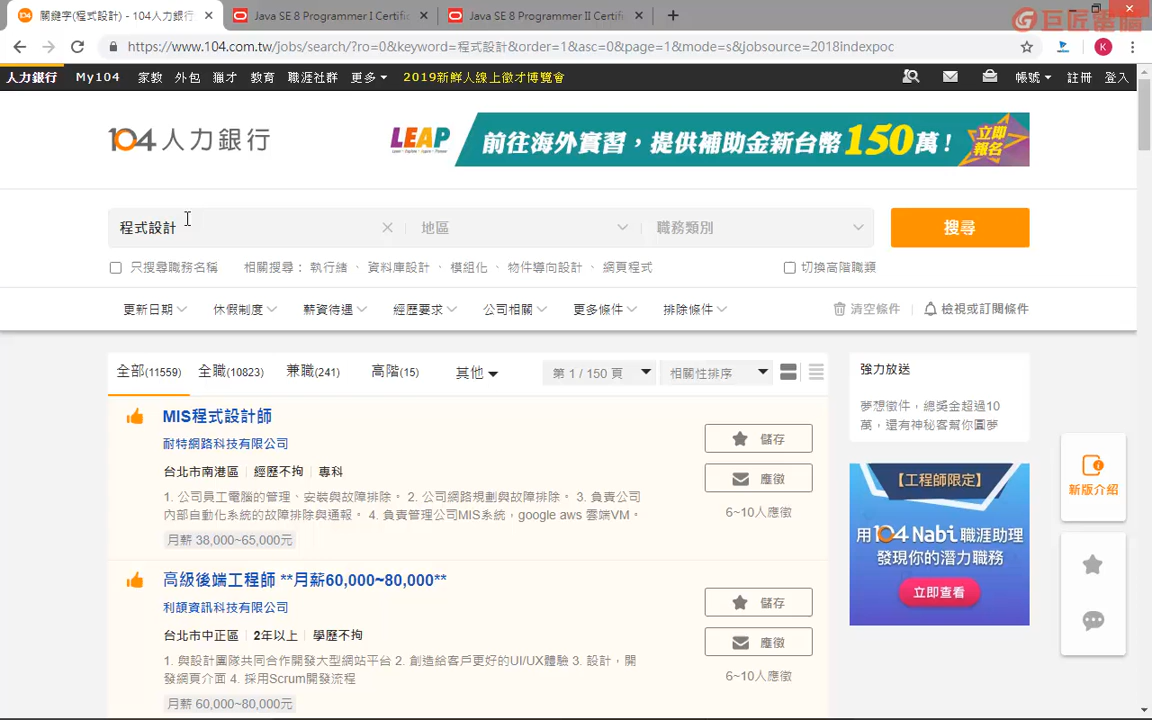 關鍵字(程式設計) - 104人力銀行
Java SE 8 Programmer I Certific
Java SE 8 Programmer II Certifi
巨匠電腦
https://www.104.com.tw/jobs/search/?ro=0&keyword=程式設計&order=1&asc=0&page=1&mode=s&jobsource=2018indexpoc
K
人力銀行 My104 家教 外包 獵才 教育 職涯社群 更多 2019新鮮人線上徵才博覽會 帳號 註冊 登入
104人力銀行
LEAP 前往海外實習，提供補助金新台幣150萬！ 立即報名
程式設計 地區 職務類別 搜尋
只搜尋職務名稱 相關搜尋： 執行緒、 資料庫設計、 模組化、 物件導向設計、 網頁程式 切換高階職類
更新日期 休假制度 薪資待遇 經歷要求 公司相關 更多條件 排除條件 清空條件 檢視或訂閱條件
全部(11559) 全職(10823) 兼職(241) 高階(15) 其他 第 1 / 150 頁 相關性排序
MIS程式設計師
耐特網路科技有限公司
台北市南港區 經歷不拘 專科
1. 公司員工電腦的管理、安裝與故障排除。 2. 公司網路規劃與故障排除。 3. 負責公司
內部自動化系統的故障排除與通報。 4. 負責管理公司MIS系統，google aws 雲端VM。
月薪 38,000~65,000元
儲存
應徵
6~10人應徵
高級後端工程師 **月薪60,000~80,000**
利頡資訊科技有限公司
台北市中正區 2年以上 學歷不拘
1. 與設計團隊共同合作開發大型網站平台 2. 創造給客戶更好的UI/UX體驗 3. 設計，開
發網頁介面 4. 採用Scrum開發流程
月薪 60,000~80,000元
儲存
應徵
6~10人應徵
強力放送
夢想徵件，總獎金超過10
萬，還有神秘客幫你圓夢
【工程師限定】
用104 Nabi 職涯助理
發現你的潛力職務
立即查看
新版介紹